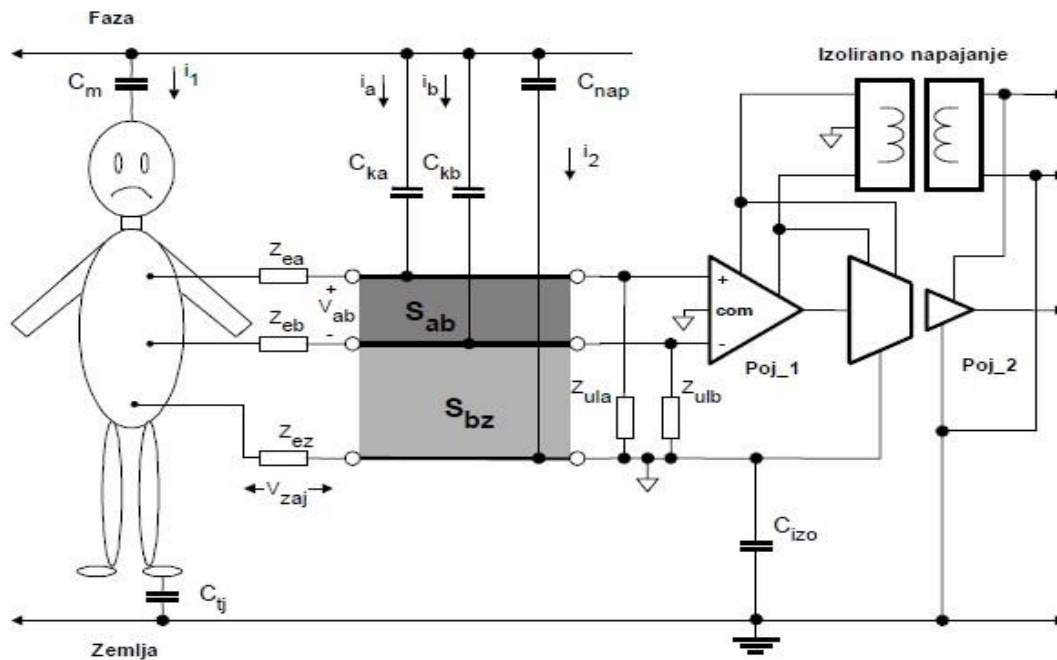 Faza
Izolirano napajanje
Cm
i1
ia
ib
Cnap
Cka
Ckb
i2
Zea
+
Vab
-
Sab
Zeb
+
com
-
Poj_1
Poj_2
Sbz
Zula
Zulb
Zez
Vzaj
Cizo
Ctj
Zemlja